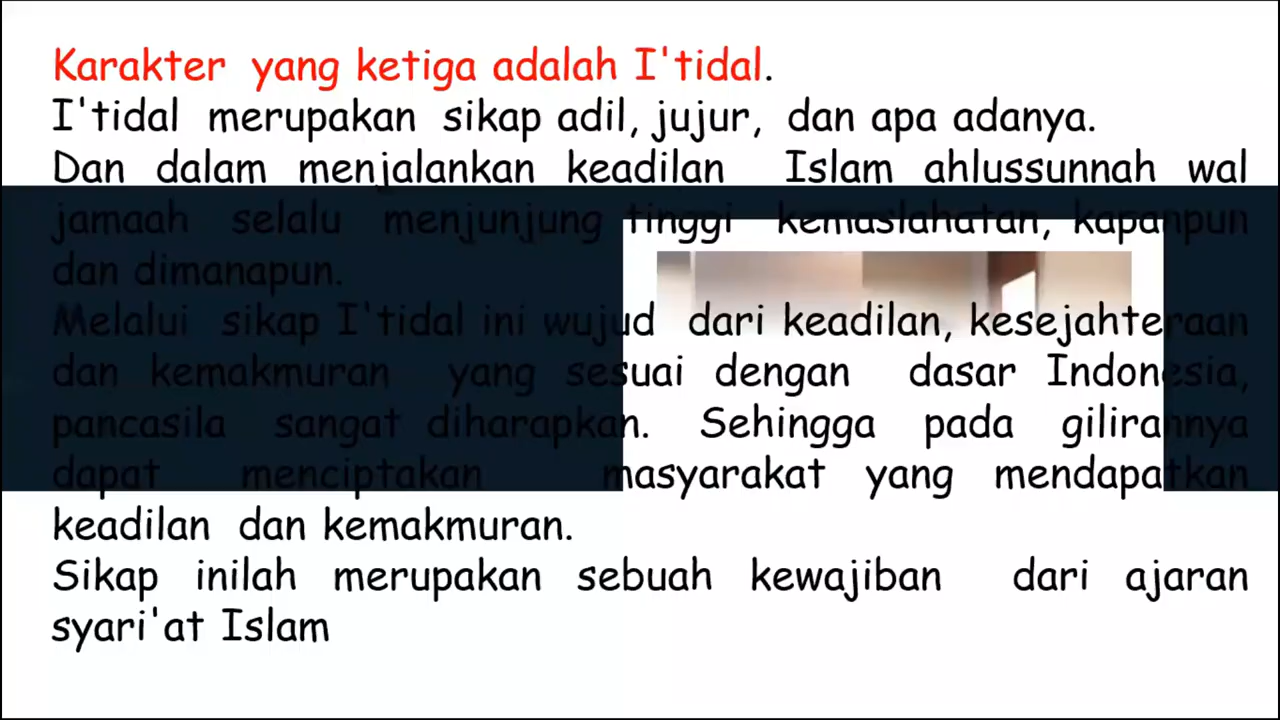 Karakter yang ketiga adalah I'tidal.
I'tidal merupakan sikap adil, jujur, dan apa adanya.
Dan dalam menjalankan keadilan Islam ahlussunnah wal
jamaah selalu menjunjung tinggi kemaslahatan, kapanpun
dan dimanapun.
Melalui sikap I'tidal ini wujud dari keadilan, kesejahteraan
dan kemakmuran yang sesuai dengan dasar Indonesia,
pancasila sangat diharapkan. Sehingga pada gilirannya
dapat menciptakan masyarakat yang mendapatkan
keadilan dan kemakmuran.
Sikap inilah merupakan sebuah kewajiban dari ajaran
syari'at Islam